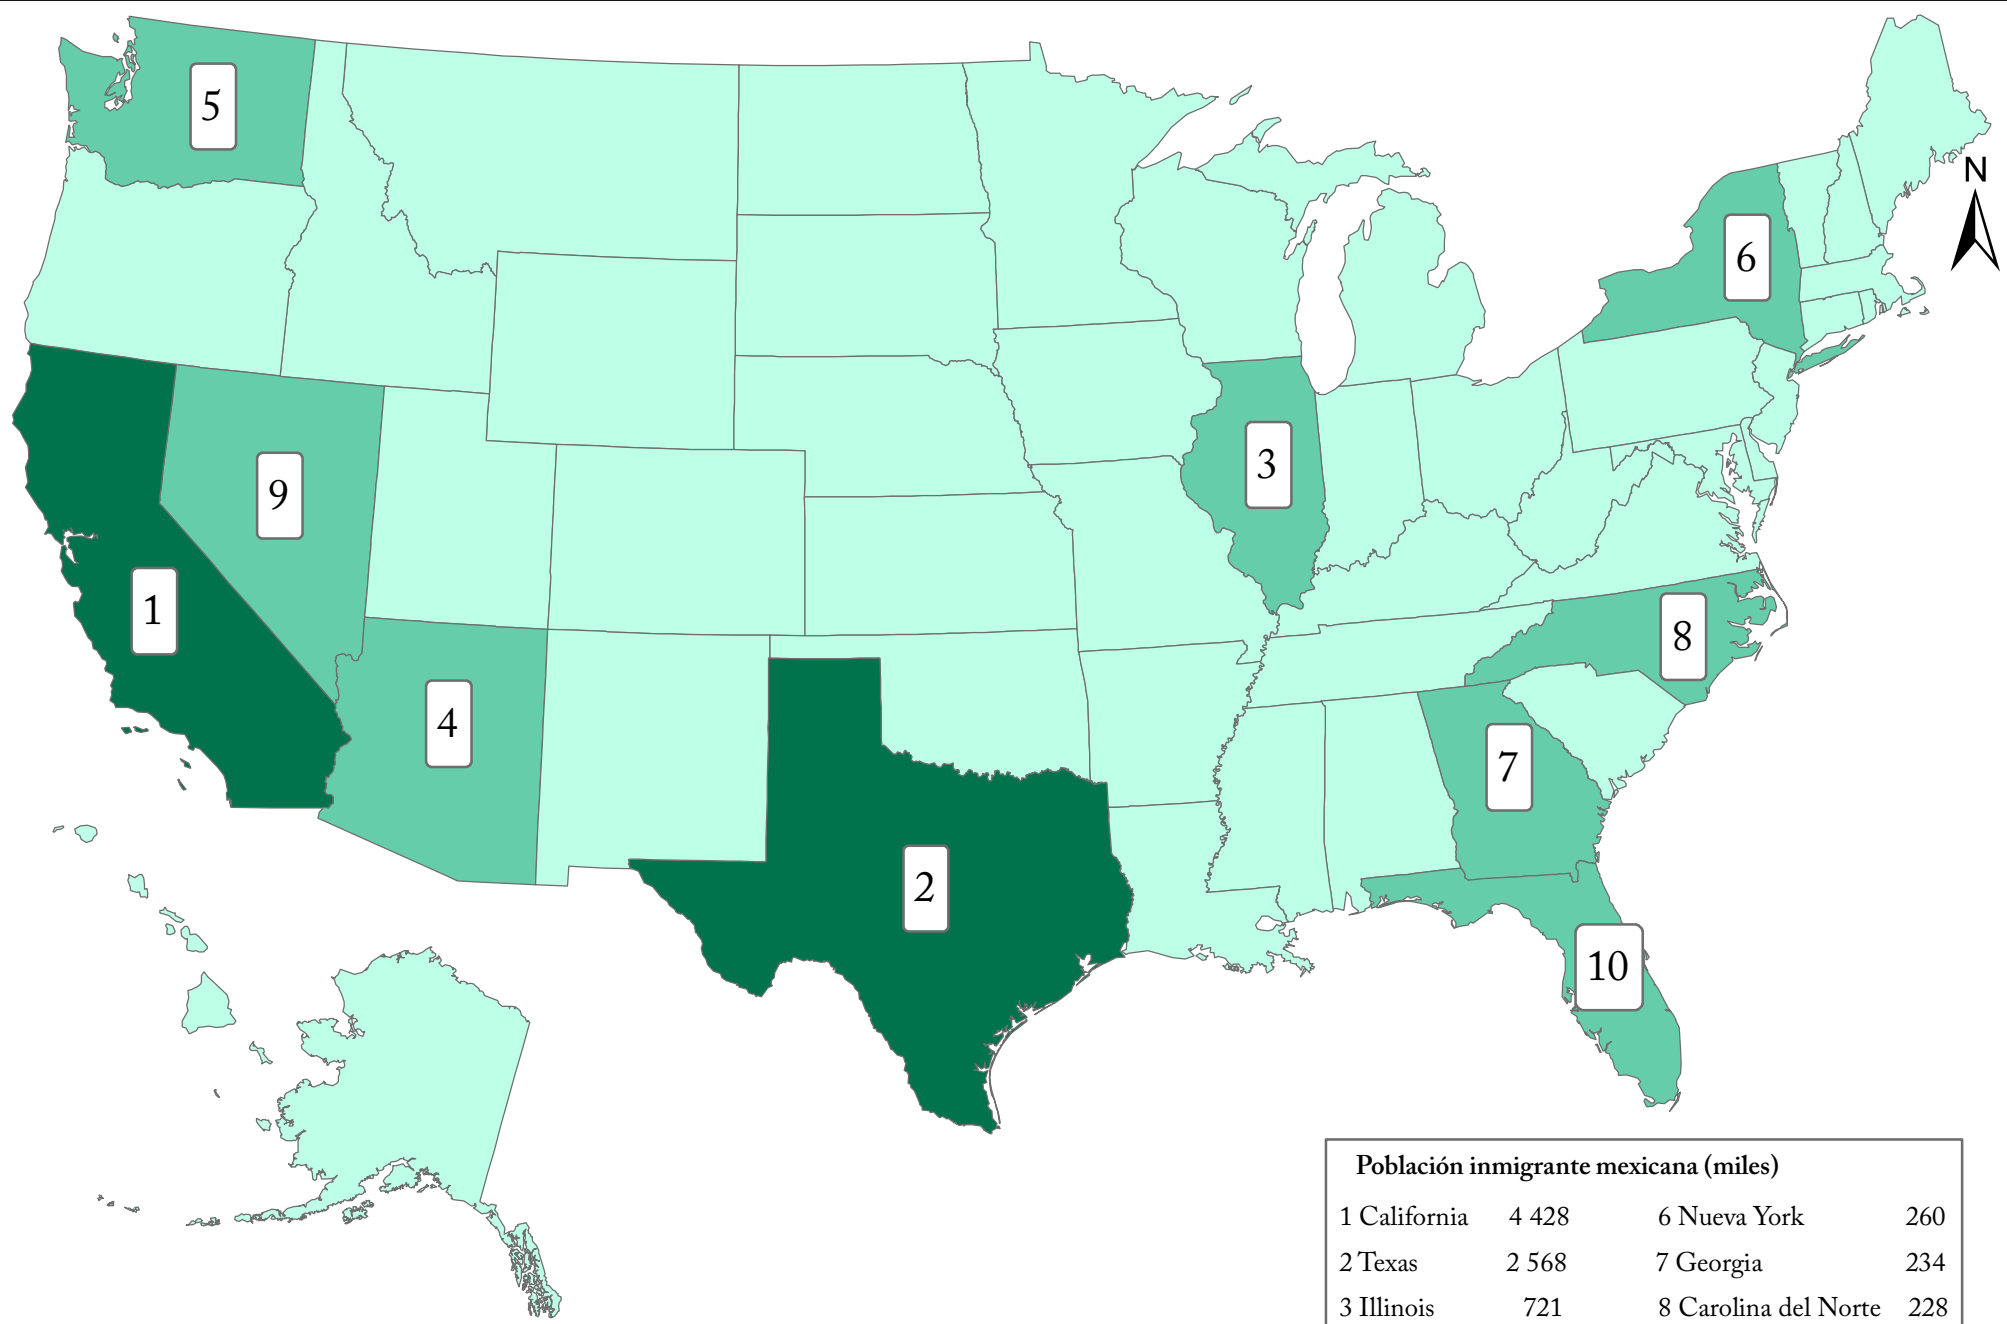 5
N
6
3
9
1
8
4
7
2
10
Población inmigrante mexicana (miles)
1 California 4 428 6 Nueva York 260
2 Texas 2 568 7 Georgia 234
3 Illinois 721 8 Carolina del Norte 228